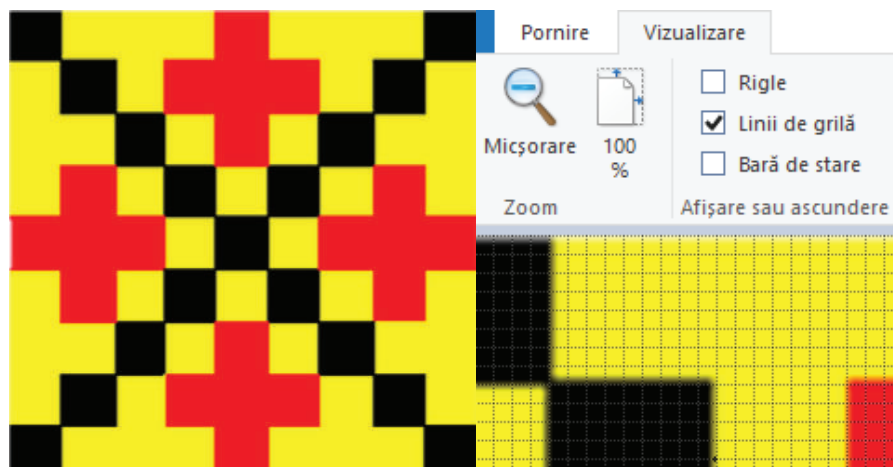 Pornire Vizualizare
Rigle
Linii de grilă
Micșorare 100 %
Bară de stare
Zoom Afișare sau ascundere